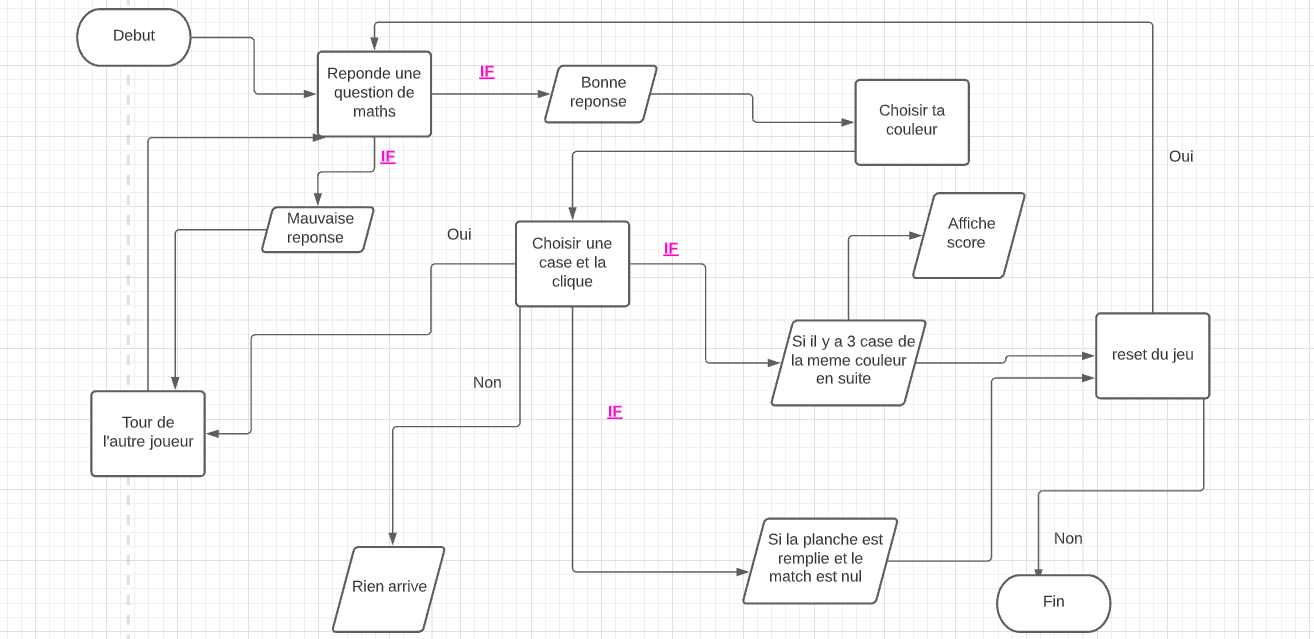 Debut
Reponde une
question de
maths
IF
Bonne
reponse
Choisir ta
couleur
Oui
IF
Mauvaise
reponse
Oui
Choisir une
case et la
clique
IF
Affiche
score
Si il y a 3 case de
la meme couleur
en suite
reset du jeu
Non
IF
Tour de
l'autre joueur
Rien arrive
Si la planche est
remplie et le
match est nul
Non
Fin